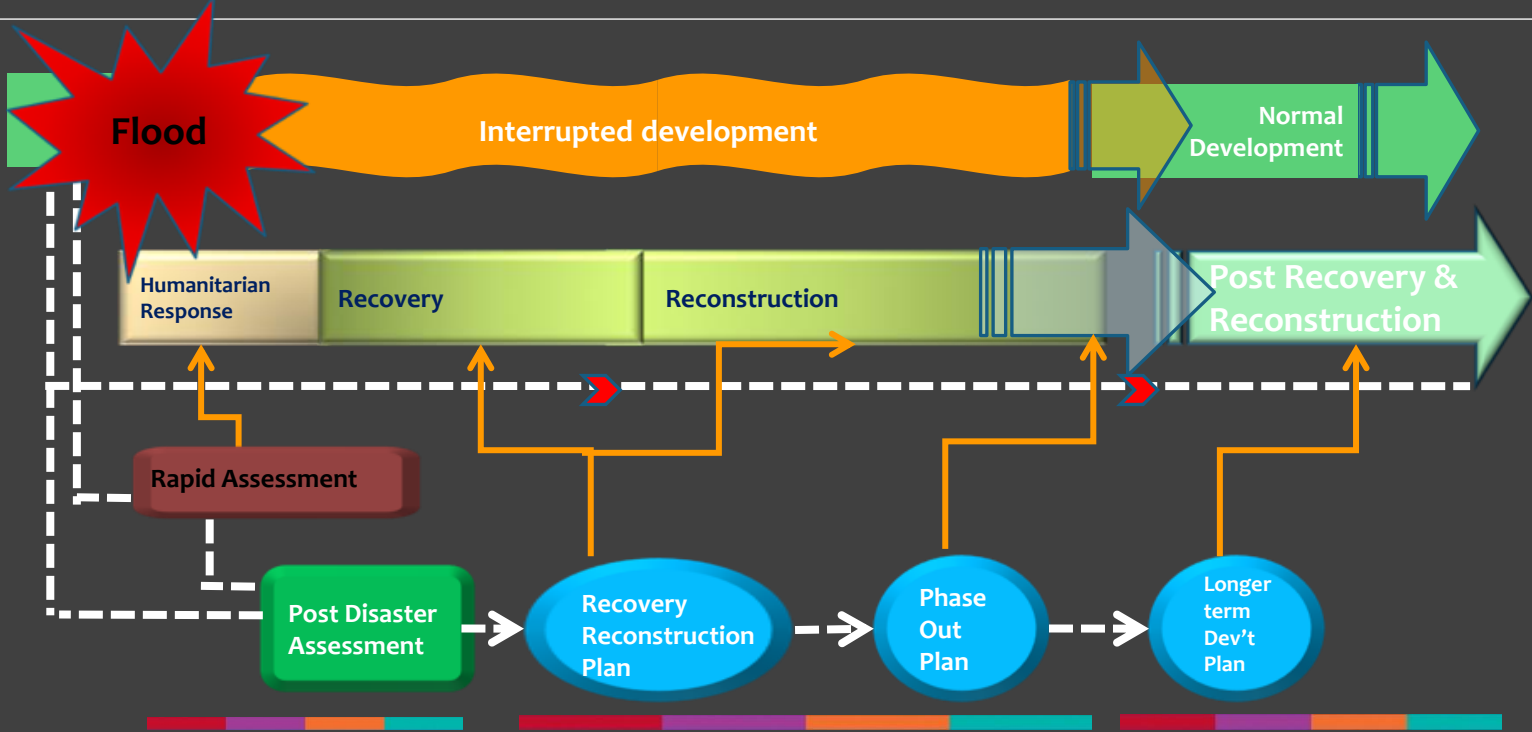 Flood
Interrupted development
Normal
Development
Humanitarian
Response
Recovery
Reconstruction
Post Recovery &
Reconstruction
Rapid Assessment
Post Disaster
Assessment
Recovery
Reconstruction
Plan
Phase
Out
Plan
Longer
term
Dev’t
Plan